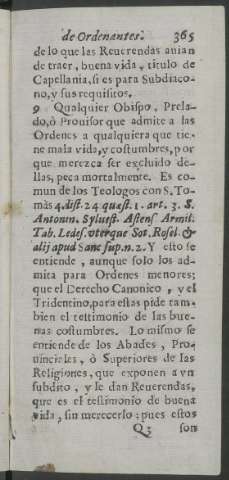 de Ordenantes. 365
de lo que las Reuerendas auian
de traer, buena vida, titulo de
Capellania, si es para Subdiaco
no, y sus requisitos.
9 Qualquier Obispo, Prela-
do, ò Prouisor que admite a las
Ordenes a qualquiera que tie-
ne mala vida, y costumbres, por
que merezca ser excluido de-
llas, peca mortalmente. Es co-
mun de los Teologos con S. To-
màs 4. dist. 24 quæst. 1. art. 3. S.
Antonin. Syluest. Astens Armil.
Tab. Ledes. vterque Sot. Rosel. &
alij apud Sanc sup. n. 2. Y esto se
entiende, aunque solo los ad-
mita para Ordenes menores;
que el Derecho Canonico, y el
Tridentino, para estas pide tam-
bien el testimonio de las bue-
nas costumbres. Lo mismo se
entiende de los Abades, Pro-
uinciales, ò Superiores de las
Religiones, que exponen a vn
subdito, y le dan Reuerendas,
que es el testimonio de buena
vida, sin merecerlo; pues estos
Q3 son